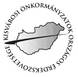 KISVÁROSI ÖNKORMÁNYZATOK ORSZÁGOS ÉRDEKSZÖVETSÉGE